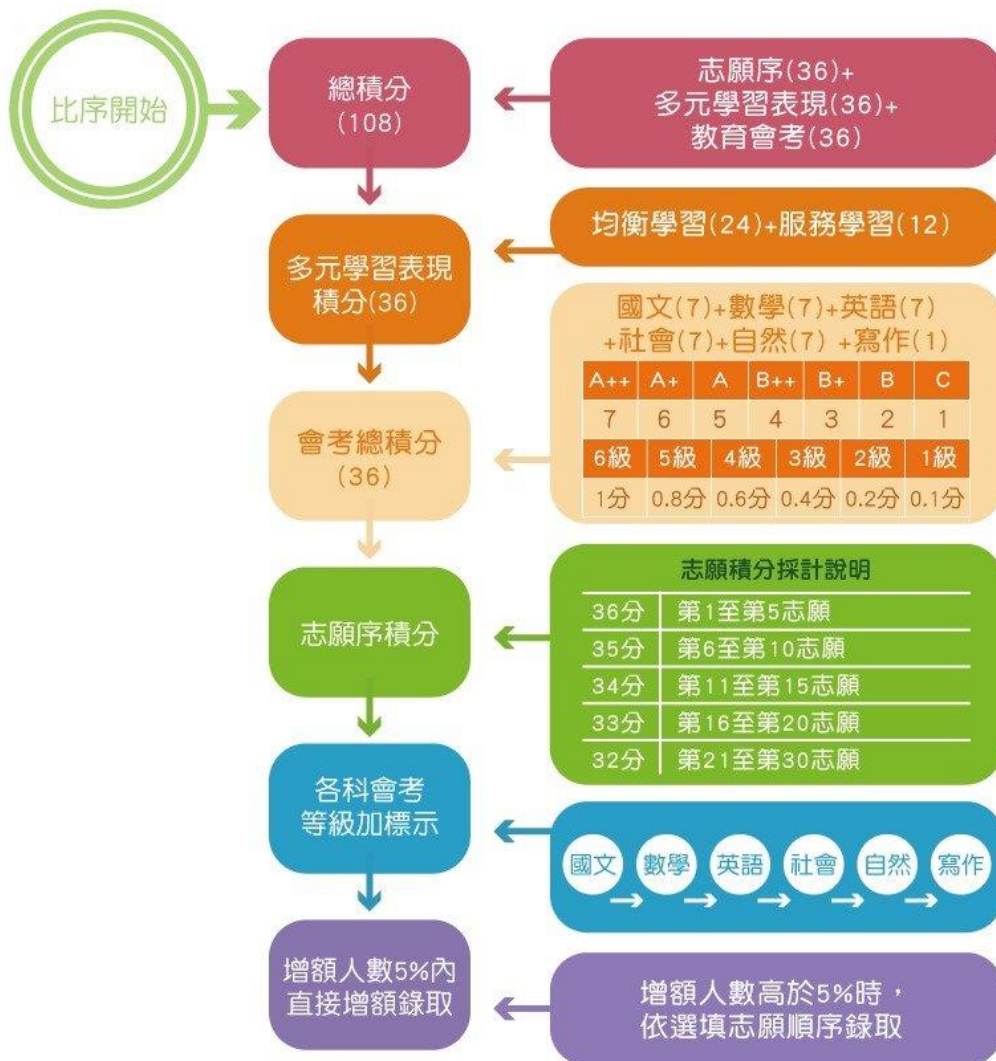 比序開始
總積分
(108)
志願序(36)+
多元學習表現(36)+
教育會考(36)
多元學習表現
積分(36)
均衡學習(24)+服務學習(12)
會考總積分
(36)
國文(7)+數學(7)+英語(7)
+社會(7)+自然(7) +寫作(1)
A++ A+ A B++ B+ B C
7 6 5 4 3 2 1
6級 5級 4級 3級 2級 1級
1分 0.8分 0.6分 0.4分 0.2分 0.1分
志願序積分
志願積分採計說明
36分 第1至第5志願
35分 第6至第10志願
34分 第11至第15志願
33分 第16至第20志願
32分 第21至第30志願
各科會考
等級加標示
國文 數學 英語 社會 自然 寫作
增額人數5%內
直接增額錄取
增額人數高於5%時，
依選填志願順序錄取